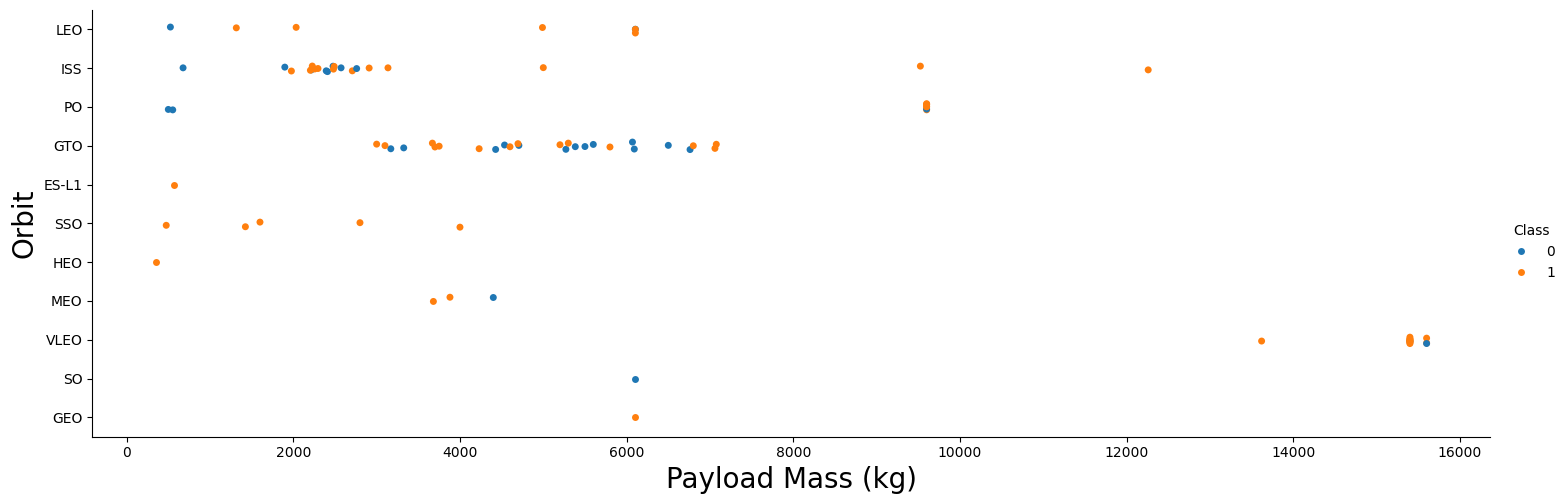 LEO
ISS
PO
GTO
ES-L1
SSO
HEO
MEO
VLEO
SO
GEO
Orbit
0 2000 4000 6000 8000 10000 12000 14000 16000
Payload Mass (kg)
Class
0
1